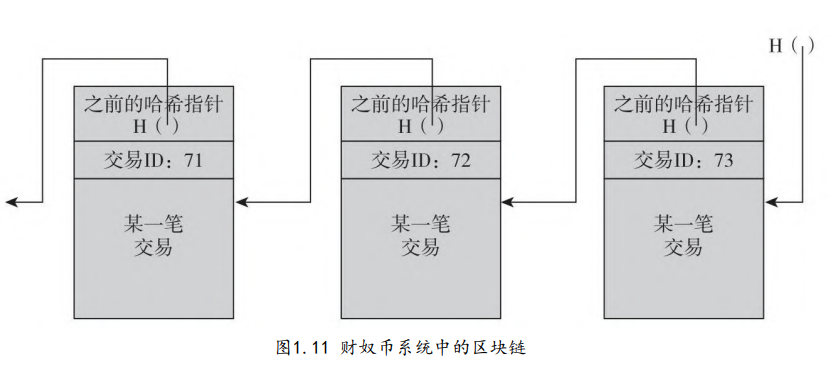 H（ ）
之前的哈希指针
H（ ）
交易ID：71
某一笔
交易
之前的哈希指针
H（ ）
交易ID：72
某一笔
交易
之前的哈希指针
H（ ）
交易ID：73
某一笔
交易
图1.11 财奴币系统中的区块链